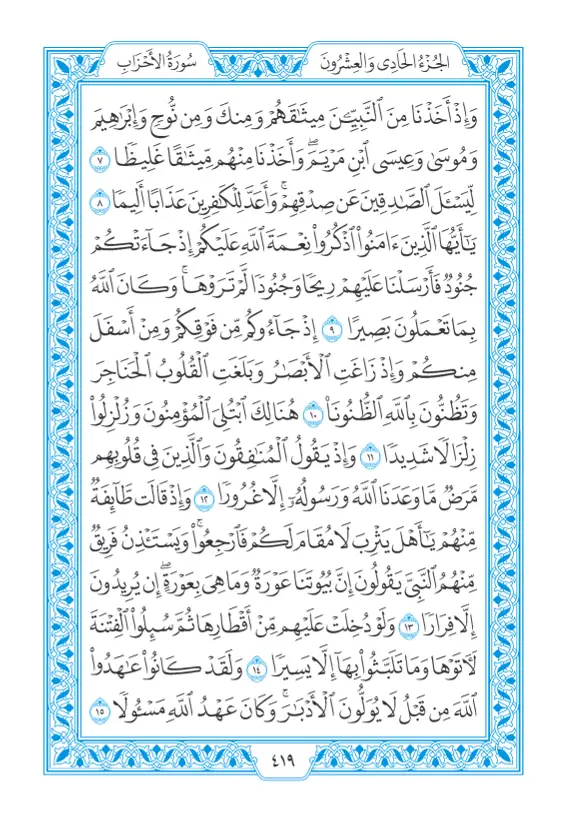 الجُزْءُ الحَادِي وَالعِشْرُونَ
سُورَةُ الأَحْزَابِ
وَإِذْ أَخَذْنَا مِنَ ٱلنَّبِيِّـۧنَ مِيثَٰقَهُمْ وَمِنكَ وَمِن نُّوحٍ وَإِبْرَٰهِيمَ
وَمُوسَىٰ وَعِيسَى ٱبْنِ مَرْيَمَۖ وَأَخَذْنَا مِنْهُم مِّيثَٰقًا غَلِيظًا ٧
لِّيَسْـَٔلَ ٱلصَّٰدِقِينَ عَن صِدْقِهِمْۚ وَأَعَدَّ لِلْكَٰفِرِينَ عَذَابًا أَلِيمًا ٨
يَٰٓأَيُّهَا ٱلَّذِينَ ءَامَنُوا۟ ٱذْكُرُوا۟ نِعْمَةَ ٱللَّهِ عَلَيْكُمْ إِذْ جَآءَتْكُمْ
جُنُودٌ فَأَرْسَلْنَا عَلَيْهِمْ رِيحًا وَجُنُودًا لَّمْ تَرَوْهَاۚ وَكَانَ ٱللَّهُ
بِمَا تَعْمَلُونَ بَصِيرًا ٩ إِذْ جَآءُوكُم مِّن فَوْقِكُمْ وَمِنْ أَسْفَلَ
مِنكُمْ وَإِذْ زَاغَتِ ٱلْأَبْصَٰرُ وَبَلَغَتِ ٱلْقُلُوبُ ٱلْحَنَاجِرَ
وَتَظُنُّونَ بِٱللَّهِ ٱلظُّنُونَا۠ ١٠ هُنَالِكَ ٱبْتُلِيَ ٱلْمُؤْمِنُونَ وَزُلْزِلُوا۟
زِلْزَالًا شَدِيدًا ١١ وَإِذْ يَقُولُ ٱلْمُنَٰفِقُونَ وَٱلَّذِينَ فِى قُلُوبِهِم
مَّرَضٌ مَّا وَعَدَنَا ٱللَّهُ وَرَسُولُهُۥٓ إِلَّا غُرُورًا ١٢ وَإِذْ قَالَت طَّآئِفَةٌ
مِّنْهُمْ يَٰٓأَهْلَ يَثْرِبَ لَا مُقَامَ لَكُمْ فَٱرْجِعُوا۟ۚ وَيَسْتَـْٔذِنُ فَرِيقٌ
مِّنْهُمُ ٱلنَّبِىَّ يَقُولُونَ إِنَّ بُيُوتَنَا عَوْرَةٌ وَمَا هِىَ بِعَوْرَةٍۖ إِن يُرِيدُونَ
إِلَّا فِرَارًا ١٣ وَلَوْ دُخِلَتْ عَلَيْهِم مِّنْ أَقْطَارِهَا ثُمَّ سُئِلُوا۟ ٱلْفِتْنَةَ
لَـَٔاتَوْهَا وَمَا تَلَبَّثُوا۟ بِهَآ إِلَّا يَسِيرًا ١٤ وَلَقَدْ كَانُوا۟ عَٰهَدُوا۟
ٱللَّهَ مِن قَبْلُ لَا يُوَلُّونَ ٱلْأَدْبَٰرَۚ وَكَانَ عَهْدُ ٱللَّهِ مَسْـُٔولًا ١٥
٤١٩